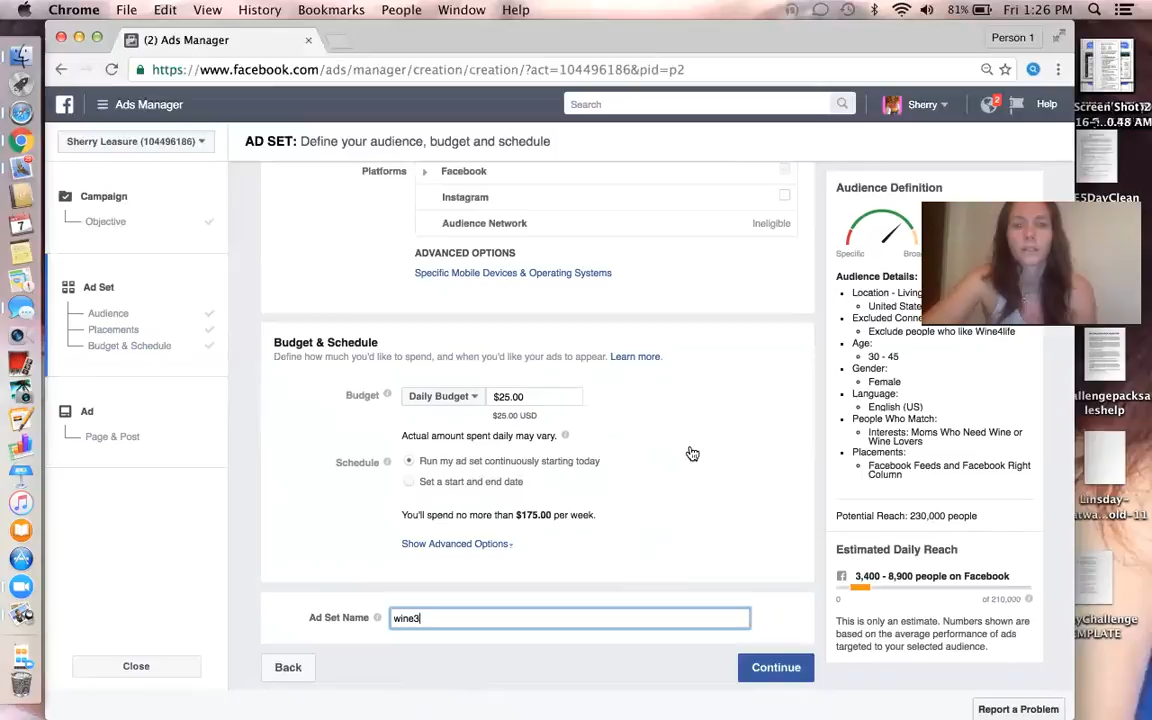 Chrome File Edit View History Bookmarks People Window Help 81% Fri 1:26 PM
(2) Ads Manager × Person 1
https://www.facebook.com/ads/manager/creation/creation/?act=104496186&pid=p2
Ads Manager Search Sherry 2 Help
Sherry Leasure (104496186) AD SET: Define your audience, budget and schedule
Campaign
Objective
Ad Set
Audience
Placements
Budget & Schedule
Ad
Page & Post
Close
Platforms Facebook
Instagram
Audience Network Ineligible
ADVANCED OPTIONS
Specific Mobile Devices & Operating Systems
Budget & Schedule
Define how much you'd like to spend, and when you'd like your ads to appear. Learn more.
Budget Daily Budget $25.00
$25.00 USD
Actual amount spent daily may vary.
Schedule Run my ad set continuously starting today
Set a start and end date
You'll spend no more than $175.00 per week.
Show Advanced Options
Ad Set Name wine3
Back Continue
Audience Definition
Specific Broa
Audience Details:
Location - Living
United State
Excluded Conne
Exclude people who like Wine4life
Age:
30 - 45
Gender:
Female
Language:
English (US)
People Who Match:
Interests: Moms Who Need Wine or
Wine Lovers
Placements:
Facebook Feeds and Facebook Right
Column
Potential Reach: 230,000 people
Estimated Daily Reach
3,400 - 8,900 people on Facebook
0 of 210,000
This is only an estimate. Numbers shown are
based on the average performance of ads
targeted to your selected audience.
Report a Problem